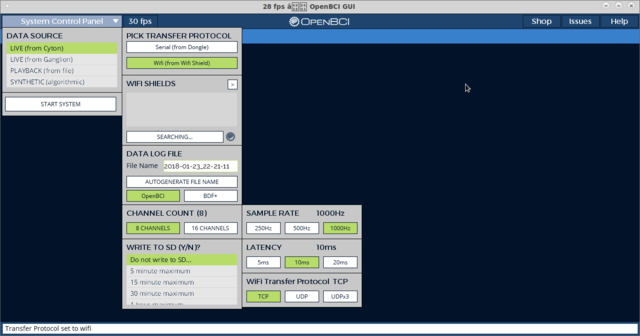 28 fps â OpenBCI GUI
System Control Panel
30 fps
OPENBCI
Shop
Issues
Help
DATA SOURCE
LIVE (from Cyton)
LIVE (from Ganglion)
PLAYBACK (from file)
SYNTHETIC (algorithmic)
START SYSTEM
PICK TRANSFER PROTOCOL
Serial (from Dongle)
Wifi (from Wifi Shield)
WIFI SHIELDS
>
SEARCHING...
DATA LOG FILE
File Name 2018-01-23_22-21-11
AUTOGENERATE FILE NAME
OpenBCI
BDF+
CHANNEL COUNT (8)
8 CHANNELS
16 CHANNELS
WRITE TO SD (Y/N)?
Do not write to SD...
5 minute maximum
15 minute maximum
30 minute maximum
SAMPLE RATE 1000Hz
250Hz
500Hz
1000Hz
LATENCY 10ms
5ms
10ms
20ms
WiFi Transfer Protocol TCP
TCP
UDP
UDPx3
Transfer Protocol set to wifi